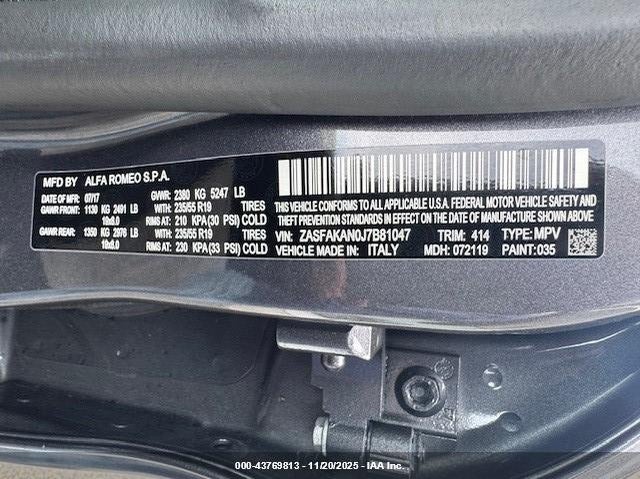 MFD BY ALFA ROMEO S.P.A.
DATE OF MFR: 07/17 GVWR: 2380 KG 5247 LB
GAWR FRONT: 1130 KG 2491 LB WITH: 235/55 R19 TIRES
18x8.0 RIMS AT: 210 KPA (30 PSI) COLD
GAWR REAR: 1350 KG 2976 LB WITH: 235/55 R19 TIRES
18x8.0 RIMS AT: 230 KPA (33 PSI) COLD
THIS VEHICLE CONFORMS TO ALL APPLICABLE U.S.A. FEDERAL MOTOR VEHICLE SAFETY
AND THEFT PREVENTION STANDARDS IN EFFECT ON THE DATE OF MANUFACTURE SHOWN ABOVE
VIN: ZASFAKAN0J7B81047 TRIM: 414 TYPE: MPV
VEHICLE MADE IN: ITALY MDH: 072119 PAINT: 035
000-43769813 - 11/20/2025 - IAA Inc.